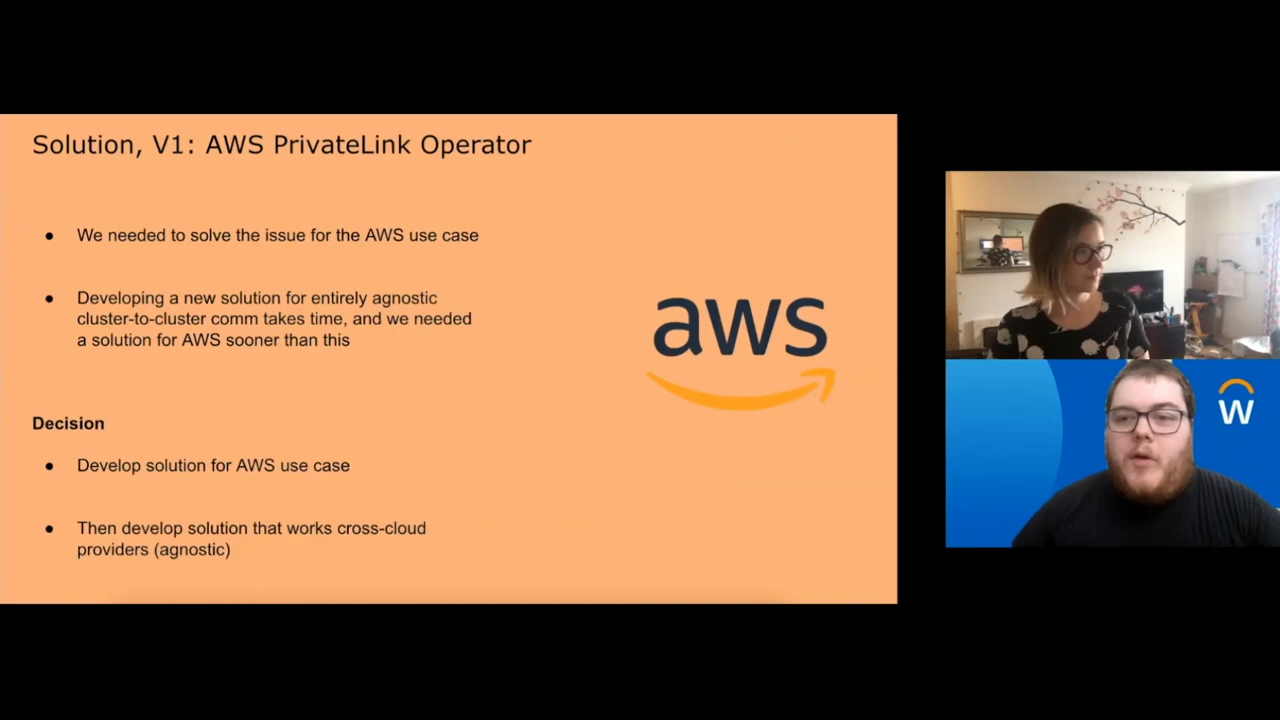 Solution, V1: AWS PrivateLink Operator
● We needed to solve the issue for the AWS use case
● Developing a new solution for entirely agnostic
cluster-to-cluster comm takes time, and we needed
a solution for AWS sooner than this
aws
Decision
● Develop solution for AWS use case
● Then develop solution that works cross-cloud
providers (agnostic)
W